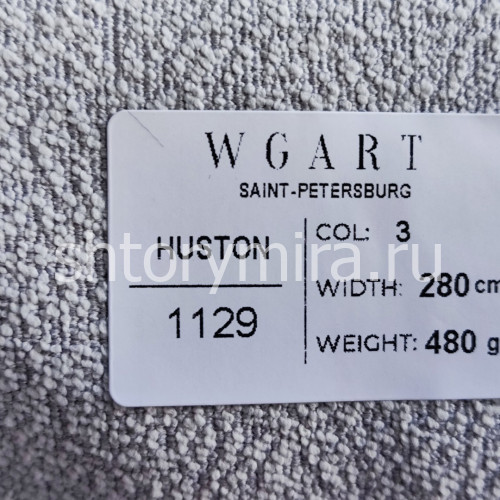 WGART
SAINT-PETERSBURG
HUSTON
1129
COL: 3
WIDTH: 280 cm
WEIGHT: 480 g
shtorymira.ru